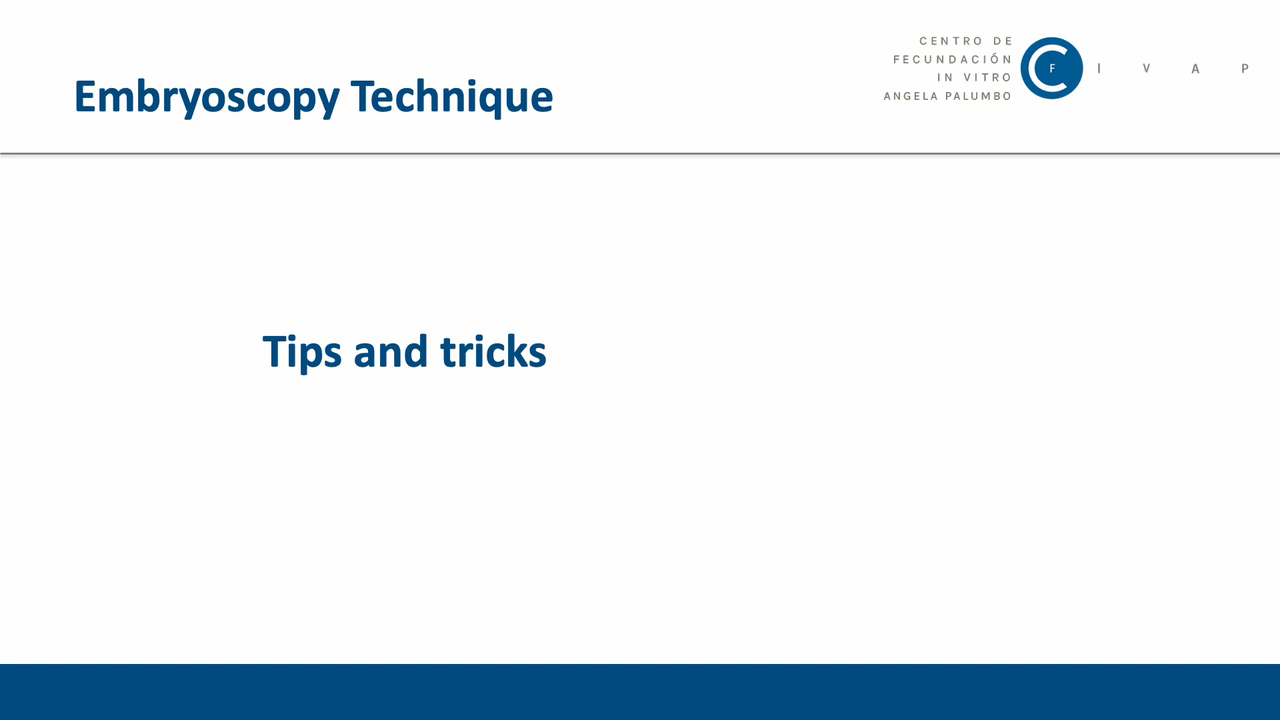 Embryoscopy Technique
CENTRO DE
FECUNDACIÓN
IN VITRO
ANGELA PALUMBO
F I V A P
Tips and tricks